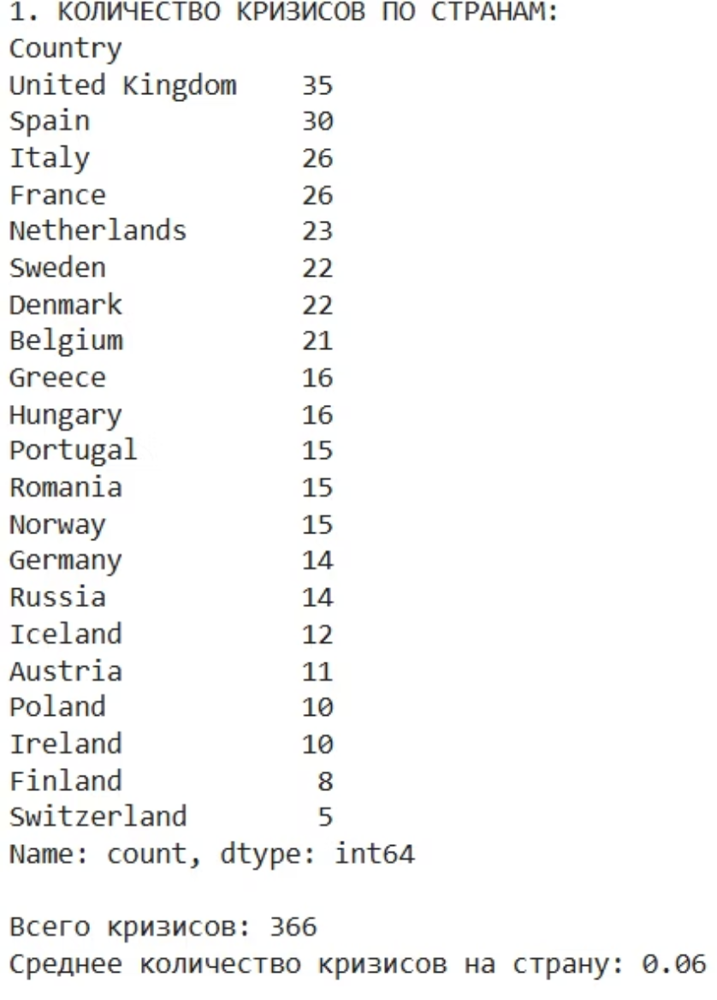 1. КОЛИЧЕСТВО КРИЗИСОВ ПО СТРАНАМ:
Country
United Kingdom    35
Spain             30
Italy             26
France            26
Netherlands       23
Sweden            22
Denmark           22
Belgium           21
Greece            16
Hungary           16
Portugal          15
Romania           15
Norway            15
Germany           14
Russia            14
Iceland           12
Austria           11
Poland            10
Ireland           10
Finland            8
Switzerland        5
Name: count, dtype: int64

Всего кризисов: 366
Среднее количество кризисов на страну: 0.06